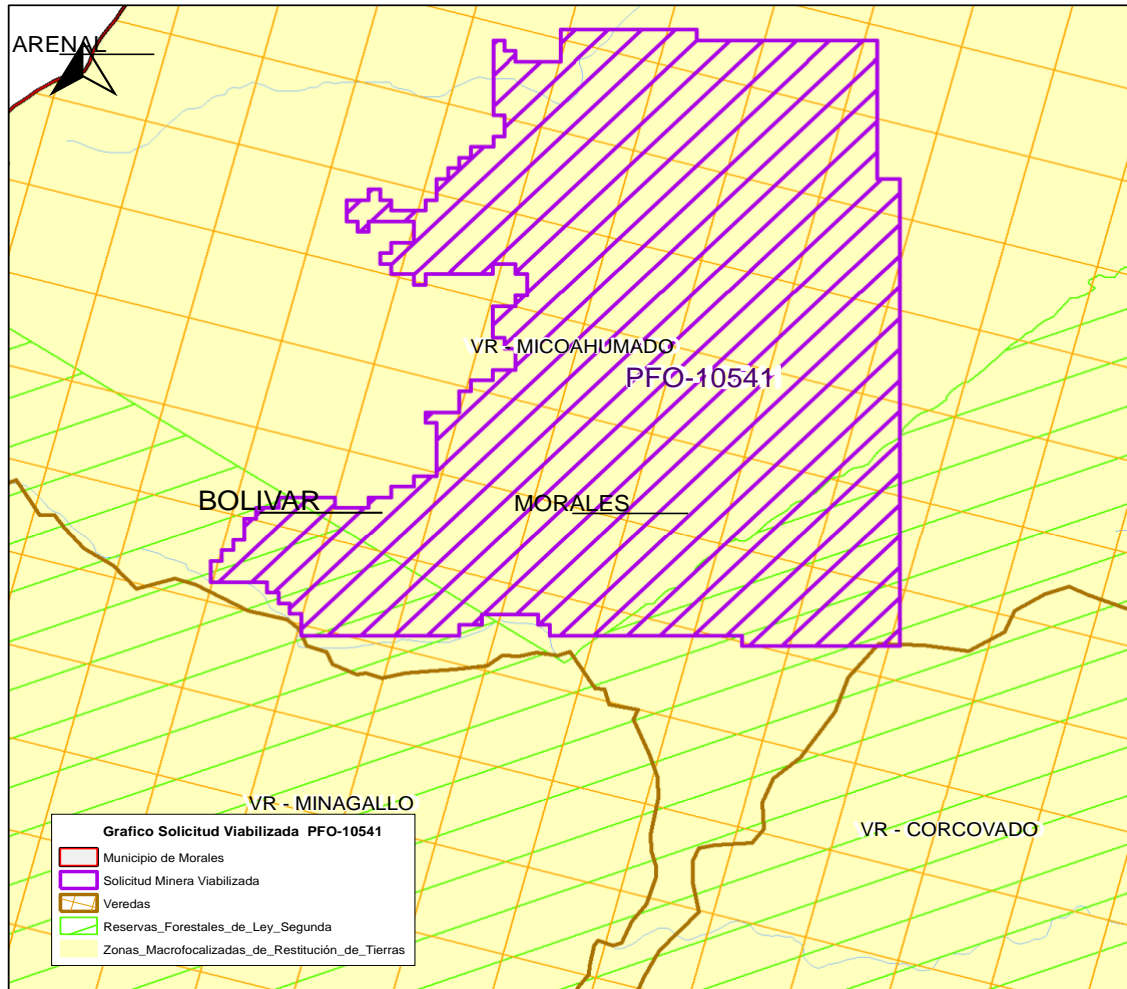 ARENAL
VR - MICOAHUMADO
PFO-10541
BOLIVAR
MORALES
VR - MINAGALLO
VR - CORCOVADO
Grafico Solicitud Viabilizada PFO-10541
Municipio de Morales
Solicitud Minera Viabilizada
Veredas
Reservas_Forestales_de_Ley_Segunda
Zonas_Macrofocalizadas_de_Restitución_de_Tierras